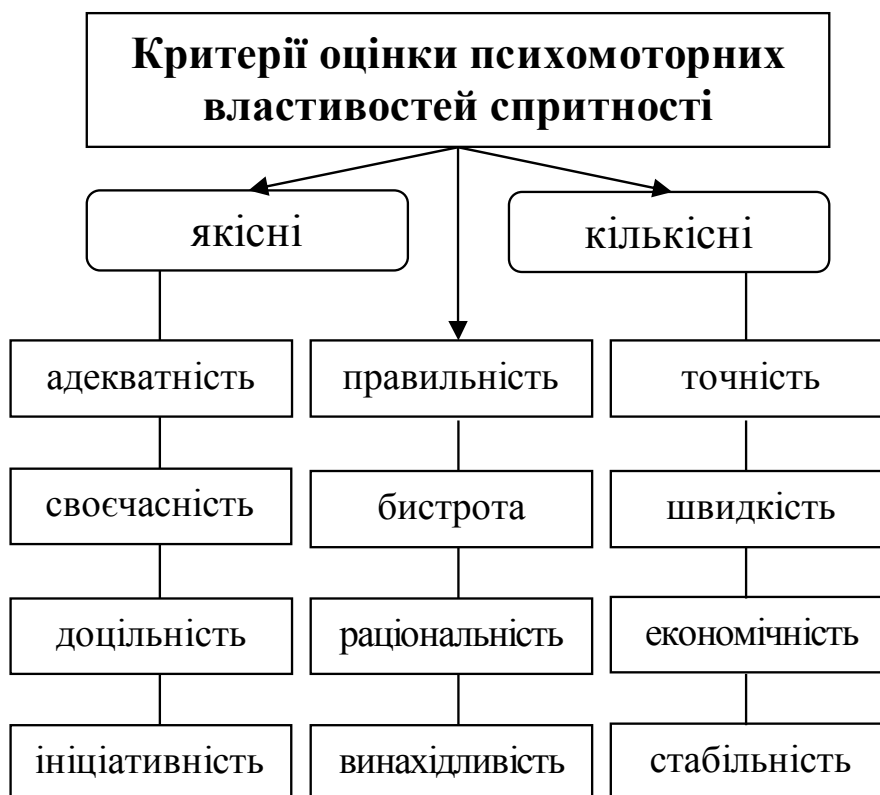 Критерії оцінки психомоторних
властивостей спритності
якісні
кількісні
адекватність
правильність
точність
своєчасність
бистрота
швидкість
доцільність
раціональність
економічність
ініціативність
винахідливість
стабільність